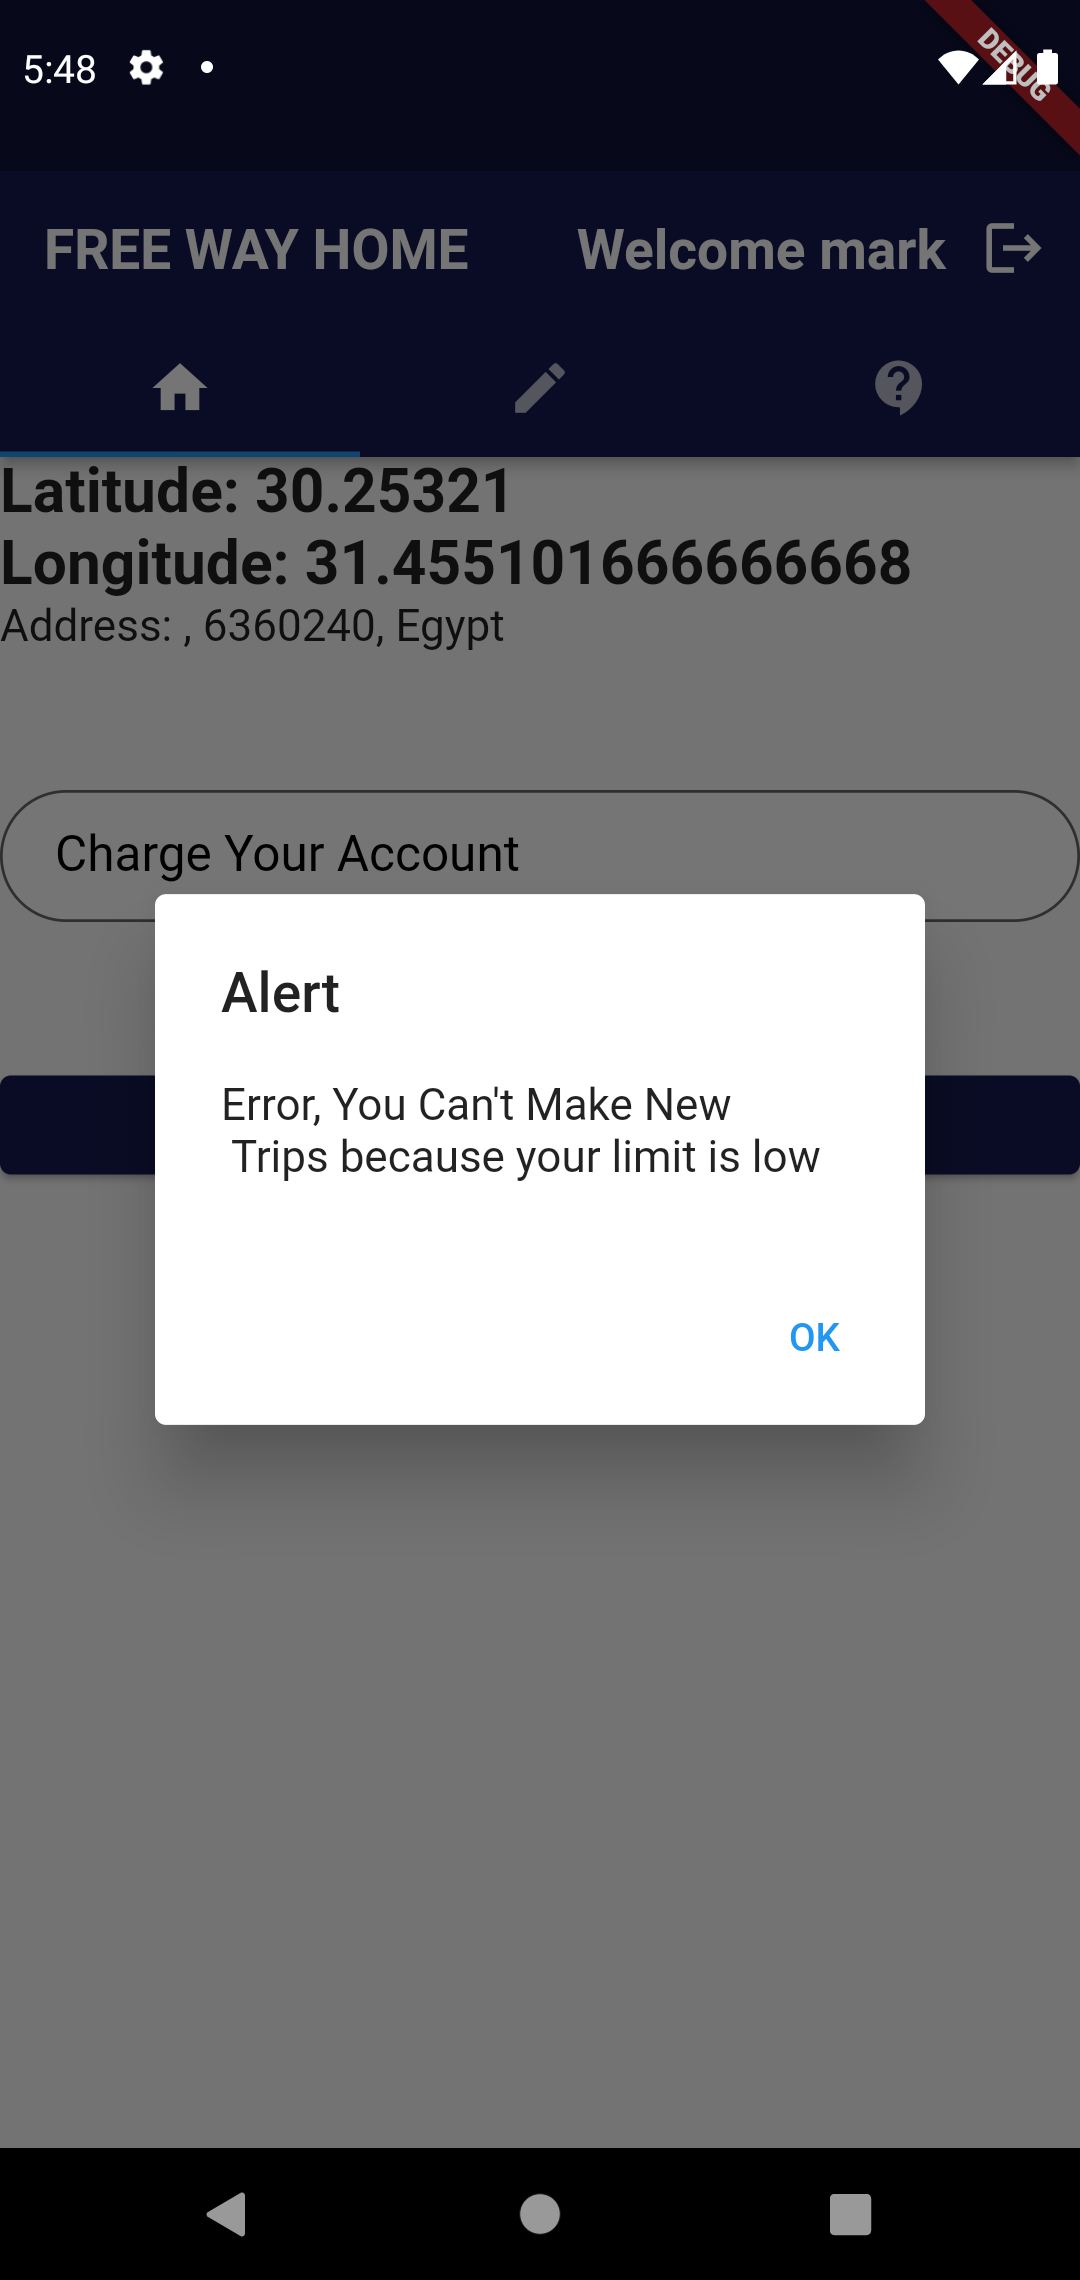 5:48
DEBUG
FREE WAY HOME Welcome mark
Latitude: 30.25321
Longitude: 31.455101666666668
Address: , 6360240, Egypt
Charge Your Account
Alert
Error, You Can't Make New
Trips because your limit is low
OK